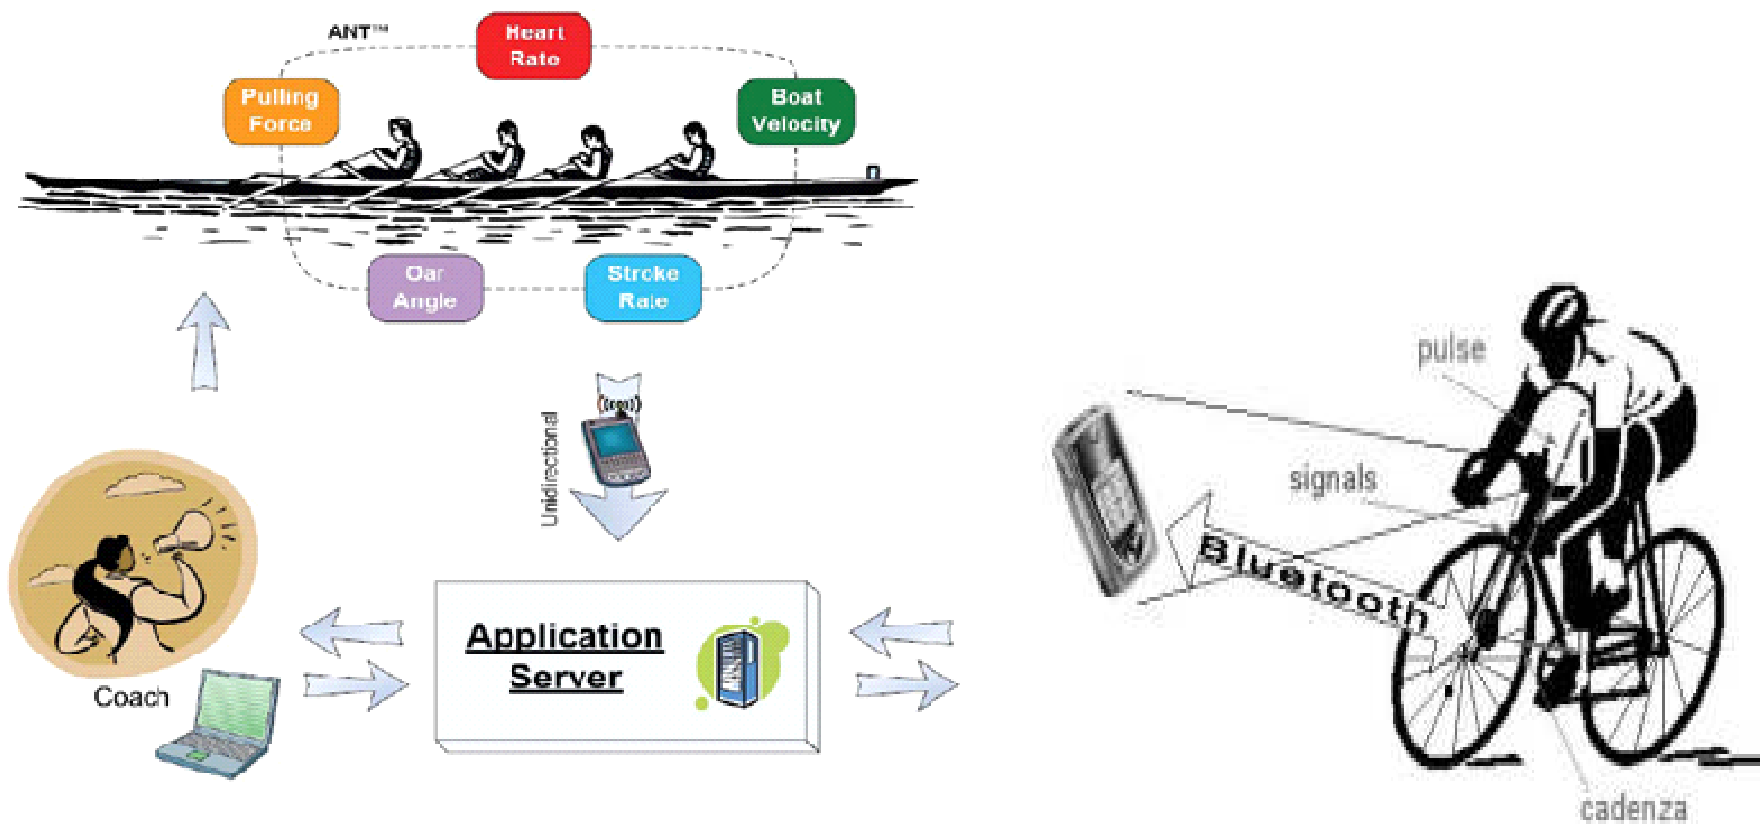 ANT™
Heart
Rate
Pulling
Force
Boat
Velocity
Oar
Angle
Stroke
Rate
Unidirectional
Coach
Application
Server
pulse
signals
Bluetooth
cadenza